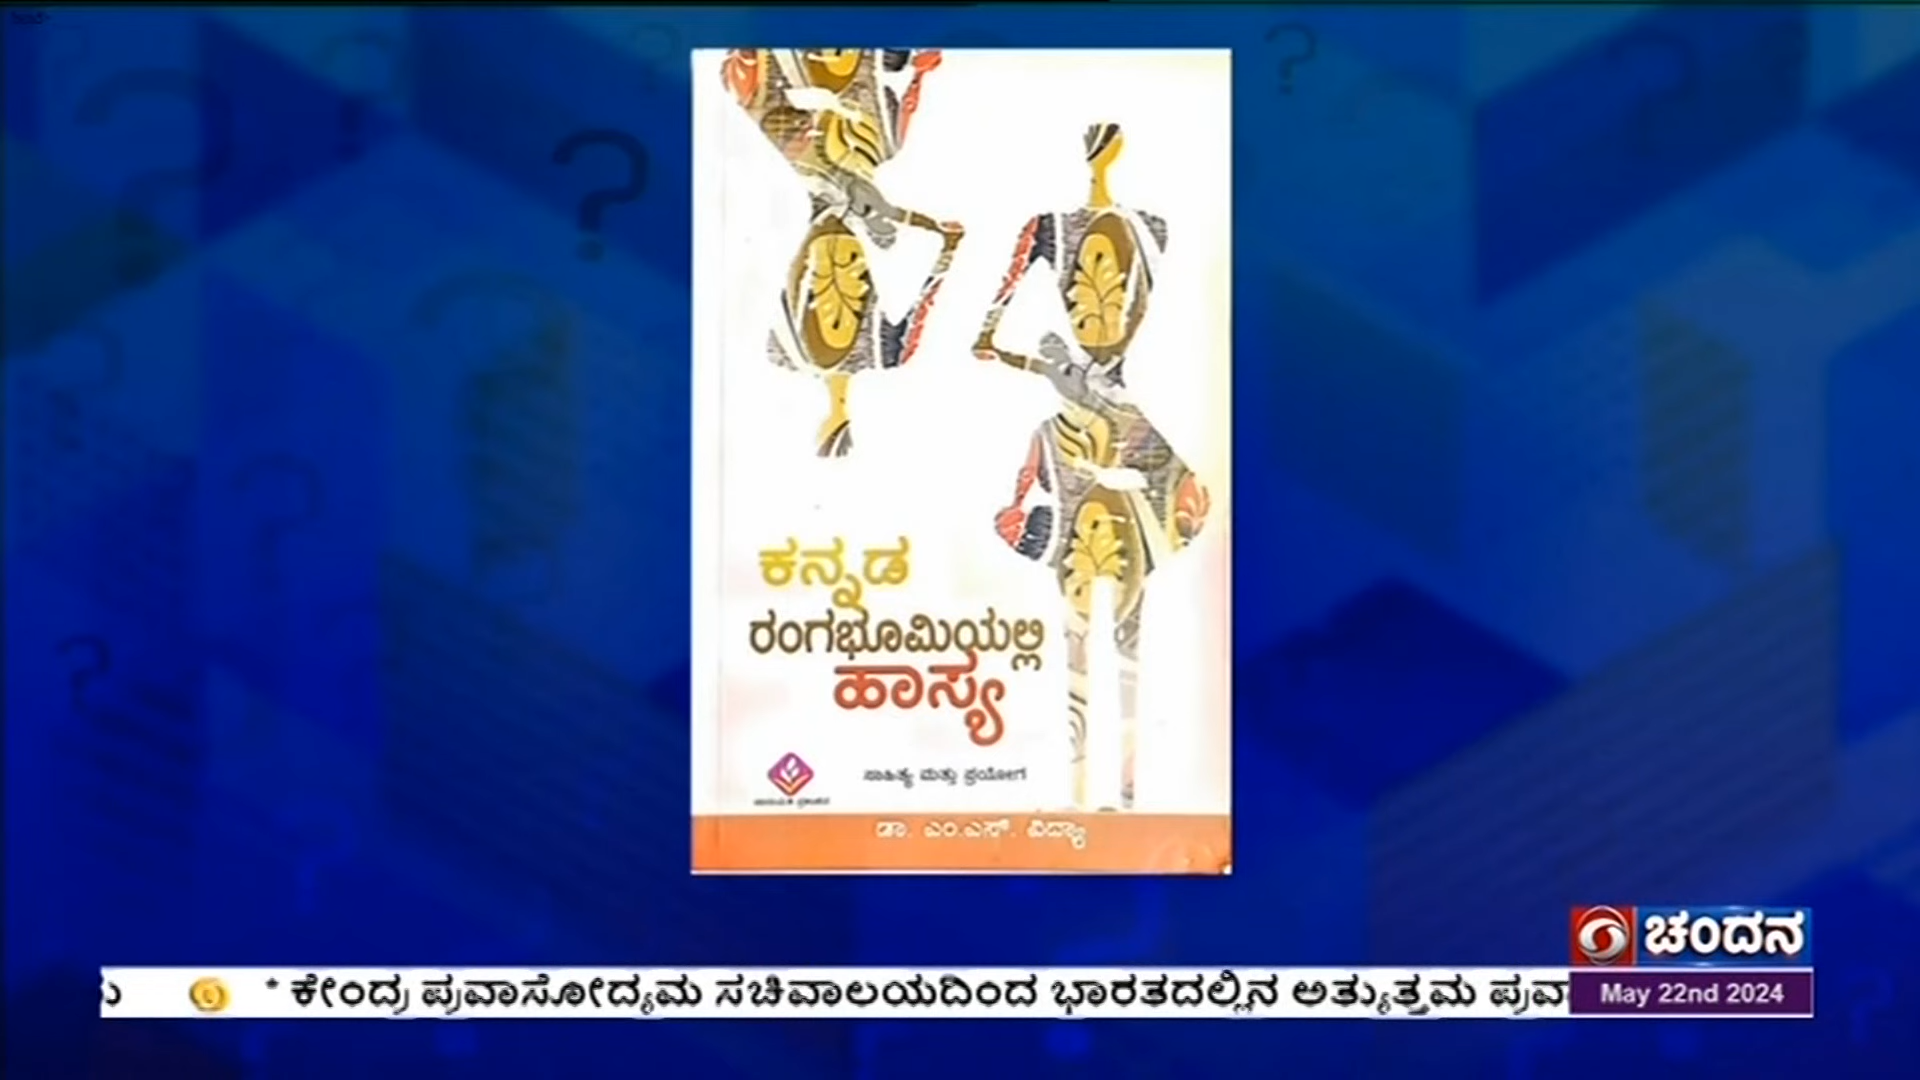 ಕನ್ನಡ
ರಂಗಭೂಮಿಯಲ್ಲಿ
ಹಾಸ್ಯ
ಸಾಹಿತ್ಯ ಮತ್ತು ಪ್ರಯೋಗ
ಡಾ. ಎಂ.ಎಸ್. ವಿದ್ಯಾ
ಚಂದನ
* ಕೇಂದ್ರ ಪ್ರವಾಸೋದ್ಯಮ ಸಚಿವಾಲಯದಿಂದ ಭಾರತದಲ್ಲಿನ ಅತ್ಯುತ್ತಮ ಪ್ರವಾ
May 22nd 2024